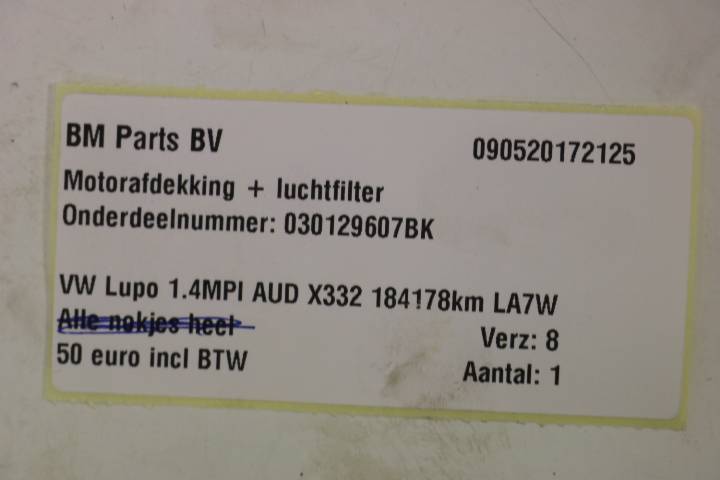 BM Parts BV 090520172125
Motorafdekking + luchtfilter
Onderdeelnummer: 030129607BK
VW Lupo 1.4MPI AUD X332 184178km LA7W
Alle nokjes heel Verz: 8
50 euro incl BTW Aantal: 1